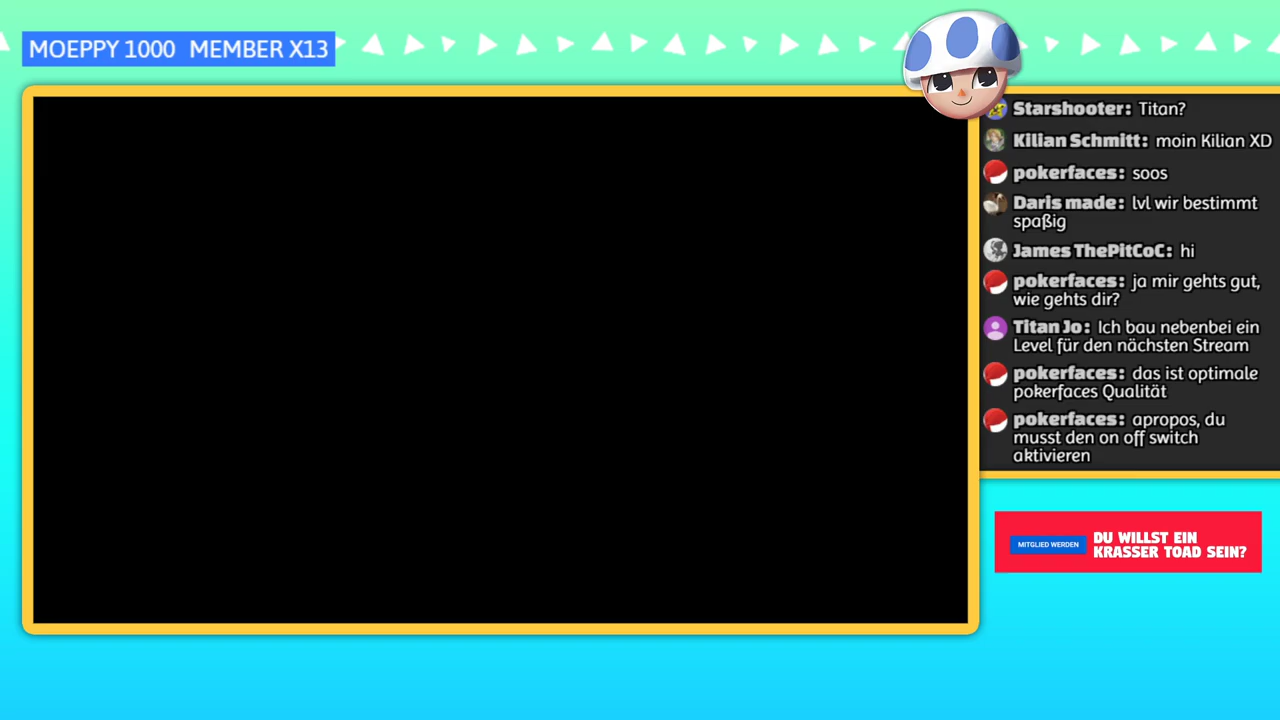 MOEPPY 1000 MEMBER X13
Starshooter: Titan?
Kilian Schmitt: moin Kilian XD
pokerfaces: soos
Daris made: lvl wir bestimmt
spaßig
James ThePitCoC: hi
pokerfaces: ja mir gehts gut,
wie gehts dir?
Titan Jo: Ich bau nebenbei ein
Level für den nächsten Stream
pokerfaces: das ist optimale
pokerfaces Qualität
pokerfaces: apropos, du
musst den on off switch
aktivieren
MITGLIED WERDEN
DU WILLST EIN
KRASSER TOAD SEIN?